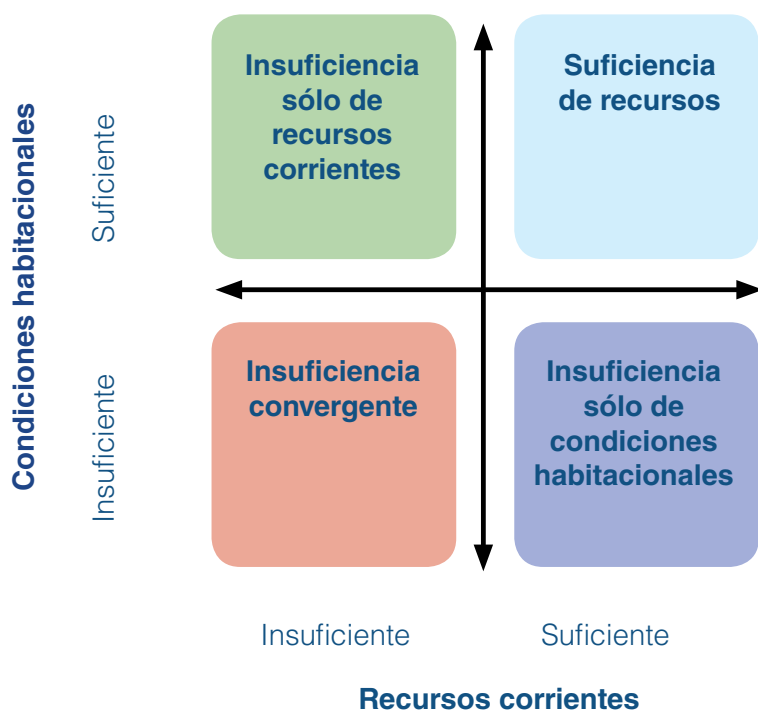 Condiciones habitacionales
Suficiente
Insuficiente
Insuficiencia
sólo de
recursos
corrientes
Suficiencia
de recursos
Insuficiencia
convergente
Insuficiencia
sólo de
condiciones
habitacionales
Insuficiente
Suficiente
Recursos corrientes